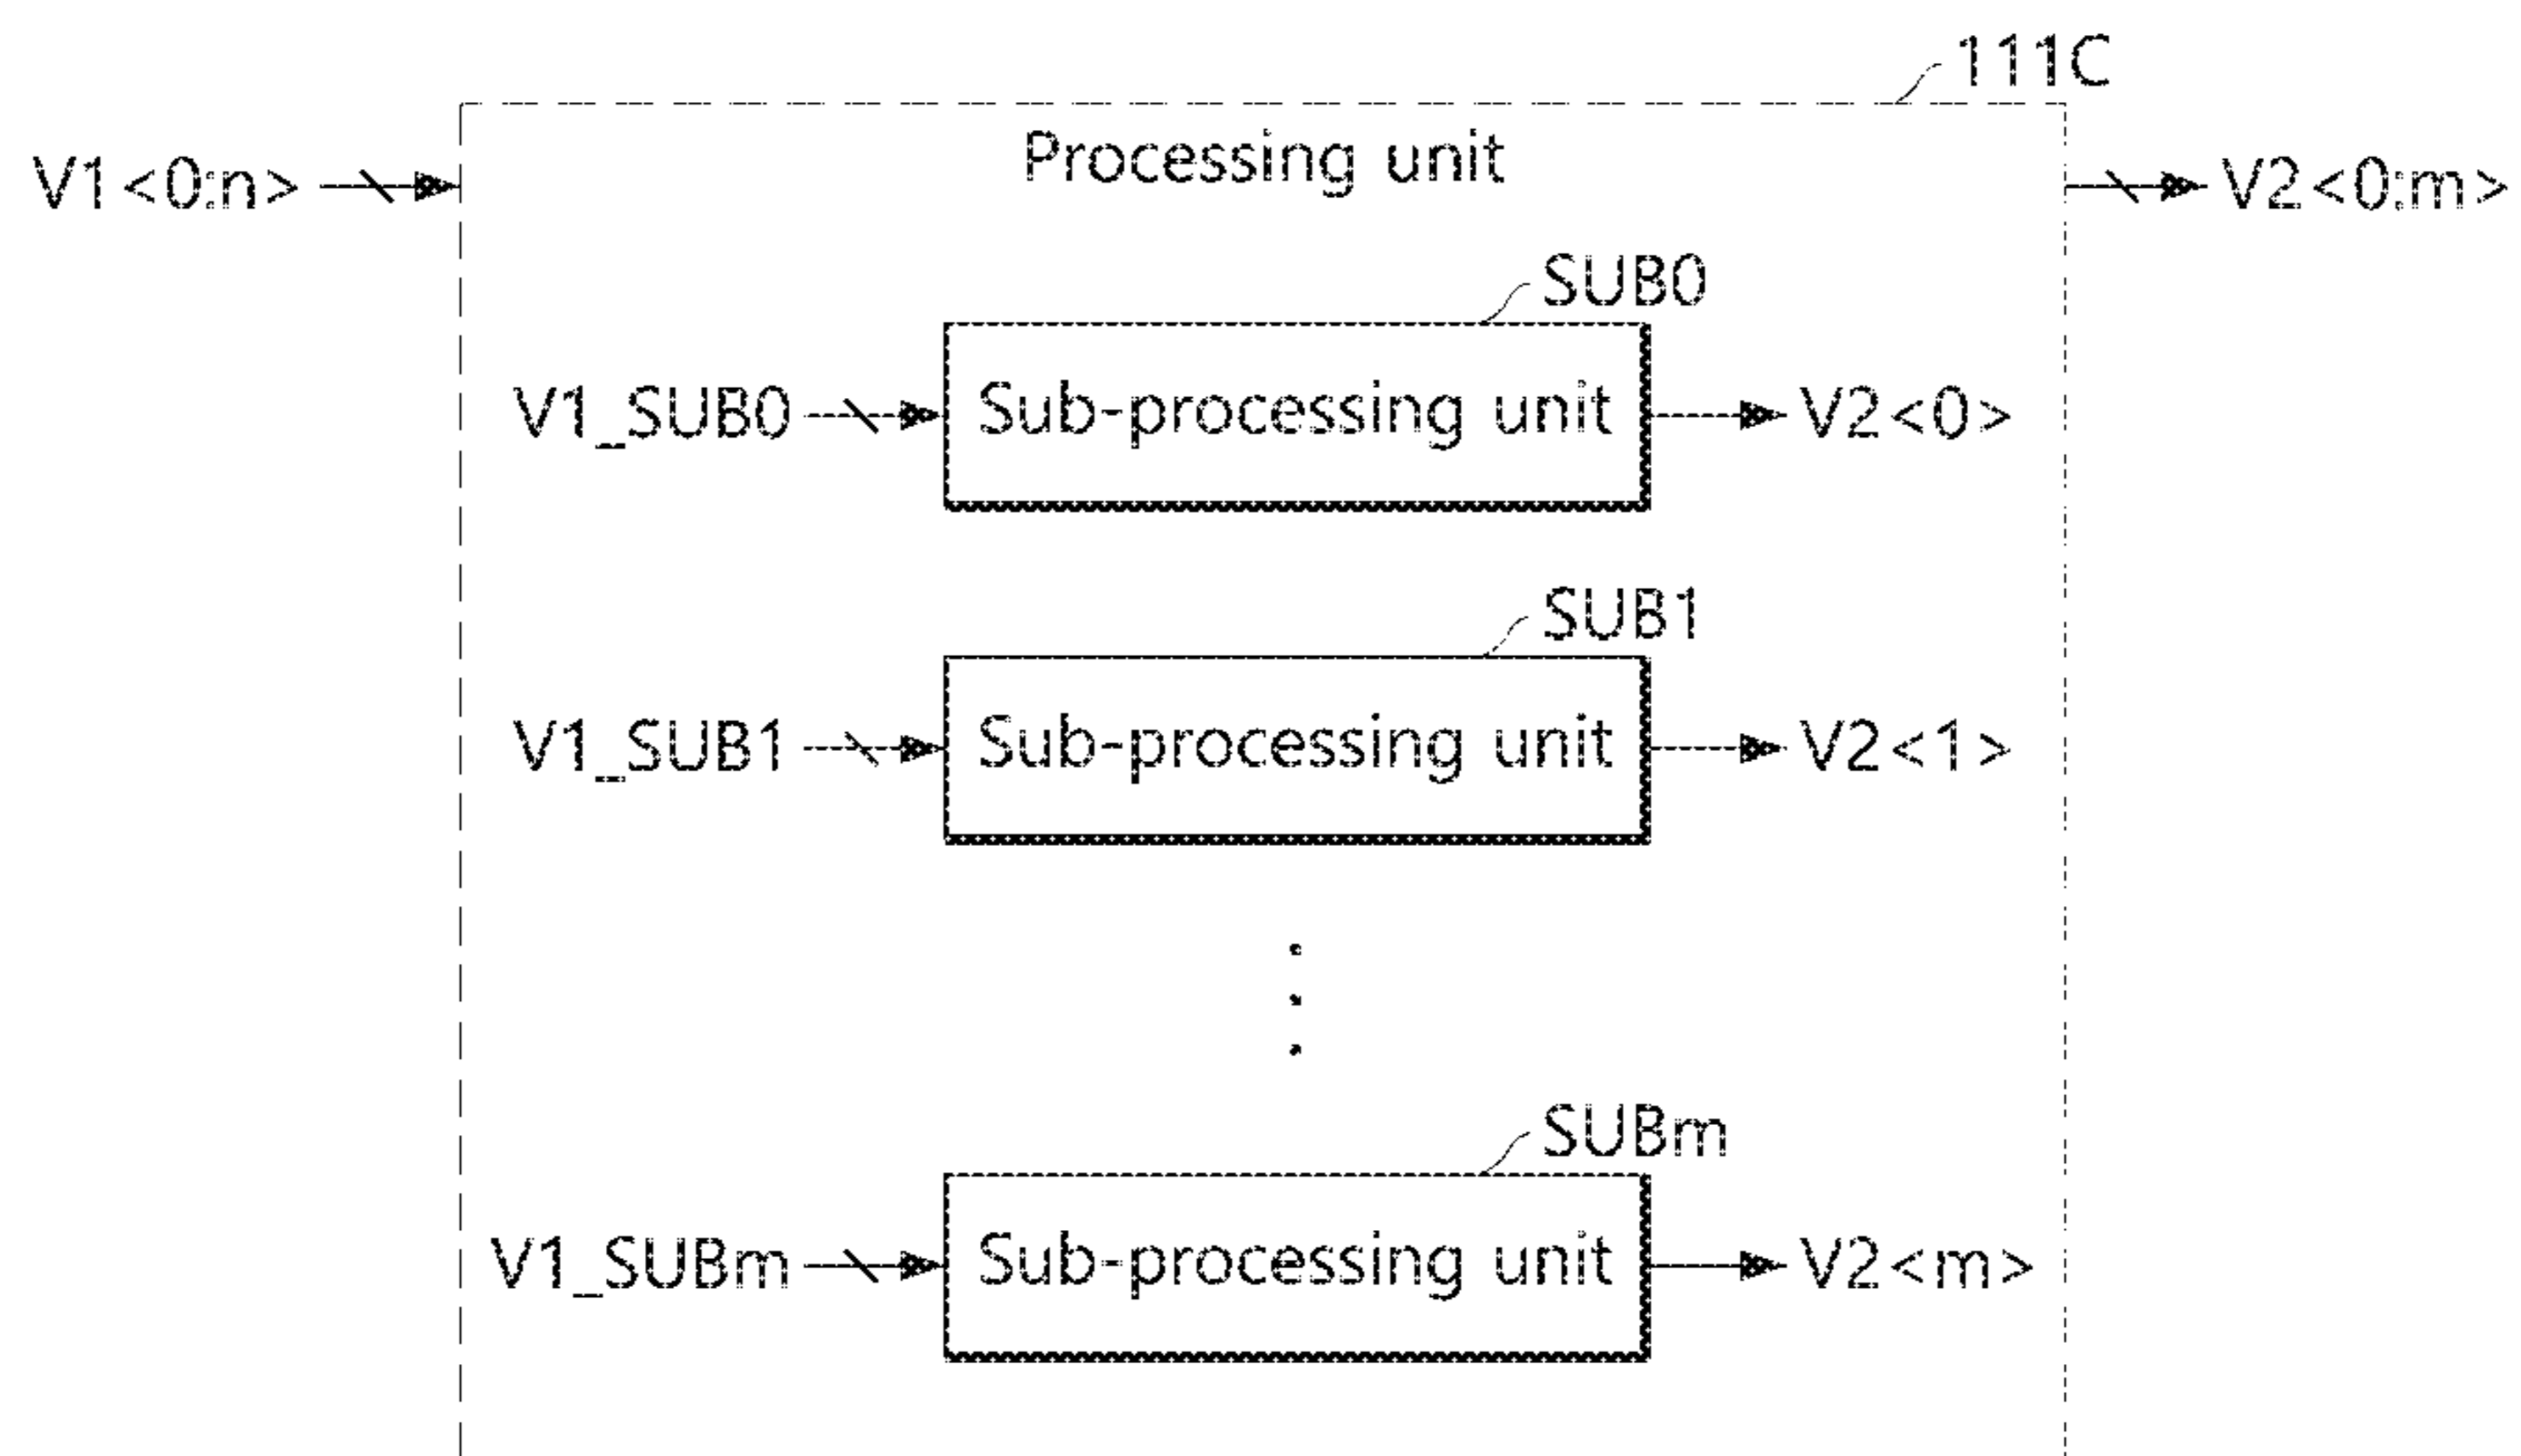 111C
Processing unit
V1<0:n>
V2<0:m>
SUB0
V1_SUB0
Sub-processing unit
V2<0>
SUB1
V1_SUB1
Sub-processing unit
V2<1>
SUBm
V1_SUBm
Sub-processing unit
V2<m>